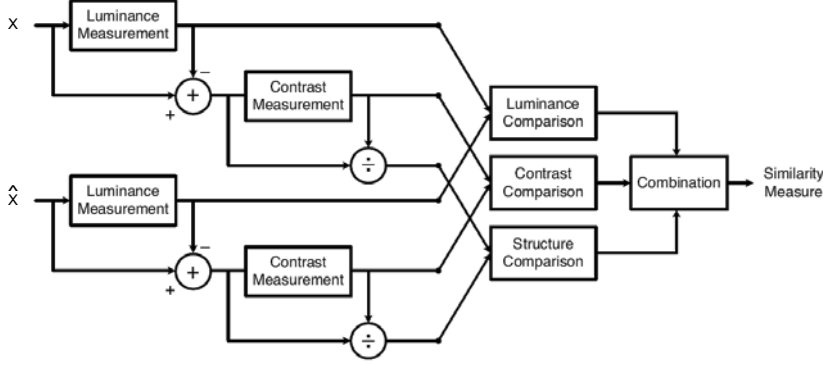 X
Luminance
Measurement
−
+
+
Contrast
Measurement
÷
Luminance
Comparison
X̂
Luminance
Measurement
−
+
+
Contrast
Measurement
÷
Contrast
Comparison
Structure
Comparison
Combination
Similarity
Measure